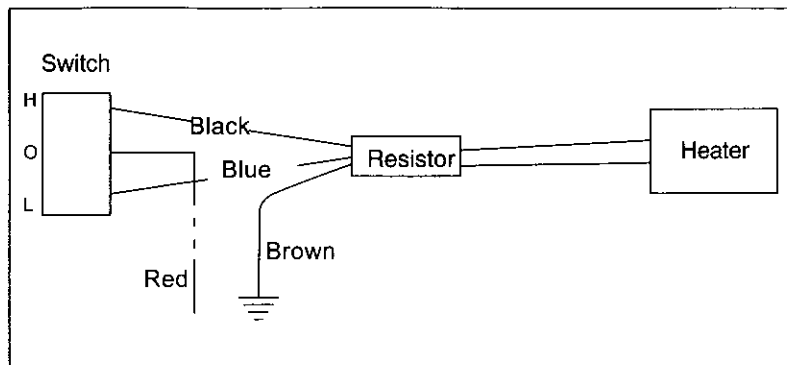 Switch
H
Black
O
Resistor
Heater
Blue
L
Brown
Red